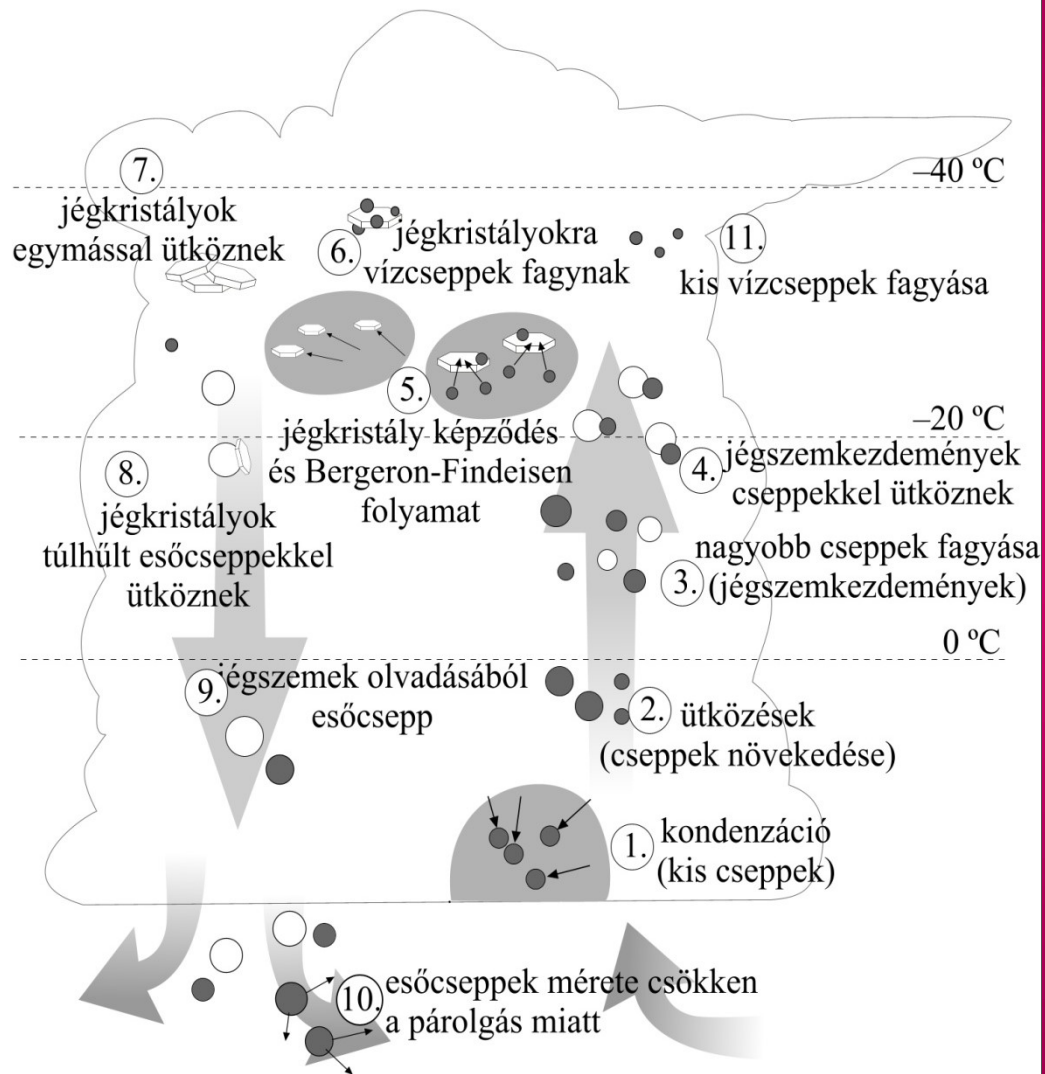 –40 ºC
7.
jégkristályok
egymással ütköznek
6.
jégkristályokra
vízcseppek fagynak
11.
kis vízcseppek fagyása
5.
jégkristály képződés
és Bergeron-Findeisen
folyamat
–20 ºC
4.
jégszemkezdemények
cseppekkel ütköznek
8.
jégkristályok
túlhűlt esőcseppekkel
ütköznek
nagyobb cseppek fagyása
3.
(jégszemkezdemények)
0 ºC
9.
jégszemek olvadásából
esőcsepp
2.
ütközések
(cseppek növekedése)
1.
kondenzáció
(kis cseppek)
10.
esőcseppek mérete csökken
a párolgás miatt